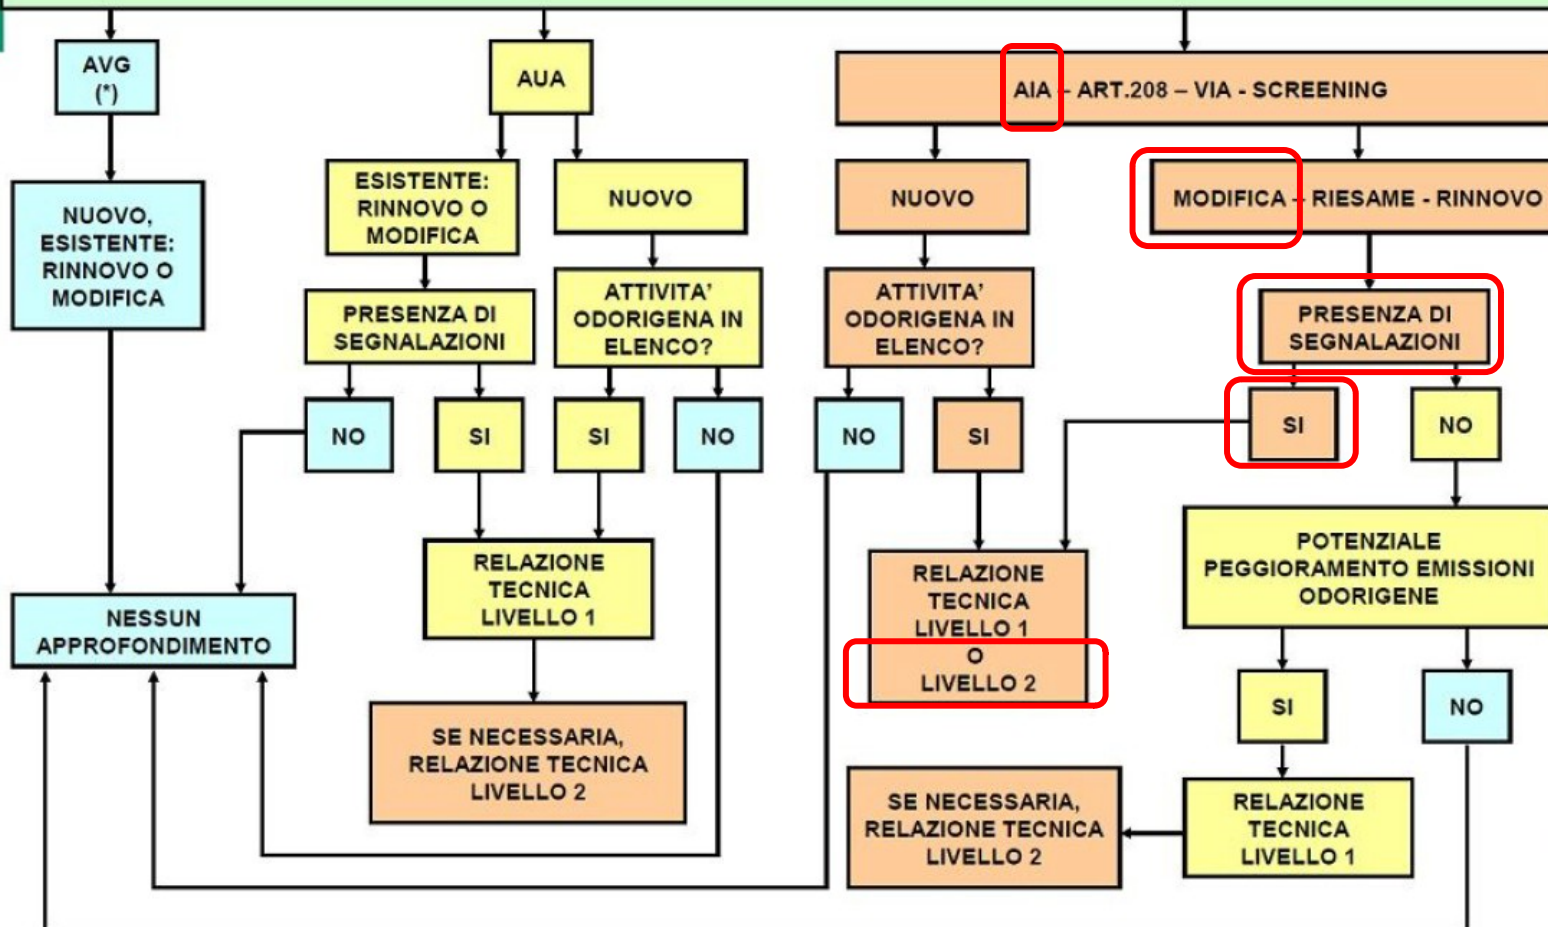 AVG
(*)
AUA
AIA – ART.208 – VIA - SCREENING
NUOVO,
ESISTENTE:
RINNOVO O
MODIFICA
ESISTENTE:
RINNOVO O
MODIFICA
NUOVO
NUOVO
MODIFICA – RIESAME - RINNOVO
PRESENZA DI
SEGNALAZIONI
ATTIVITA'
ODORIGENA IN
ELENCO?
ATTIVITA'
ODORIGENA IN
ELENCO?
PRESENZA DI
SEGNALAZIONI
NO
SI
SI
NO
NO
SI
SI
NO
NESSUN
APPROFONDIMENTO
RELAZIONE
TECNICA
LIVELLO 1
RELAZIONE
TECNICA
LIVELLO 1
O
LIVELLO 2
POTENZIALE
PEGGIORAMENTO EMISSIONI
ODORIGENE
SI
NO
SE NECESSARIA,
RELAZIONE TECNICA
LIVELLO 2
SE NECESSARIA,
RELAZIONE TECNICA
LIVELLO 2
RELAZIONE
TECNICA
LIVELLO 1